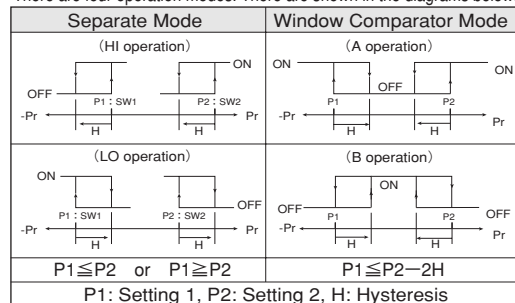 There are four operation modes. There are shown in the diagrams below
Separate Mode Window Comparator Mode
(HI operation) (A operation)
ON ON ON
OFF OFF
P1 : SW1 P2 : SW2 P1 P2
-Pr H H Pr -Pr H H Pr
(LO operation) (B operation)
ON ON
OFF OFF OFF
P1 : SW1 P2 : SW2 P1 P2
-Pr H H Pr -Pr H H Pr
P1≦P2 or P1≧P2 P1≦P2－2H
P1: Setting 1, P2: Setting 2, H: Hysteresis